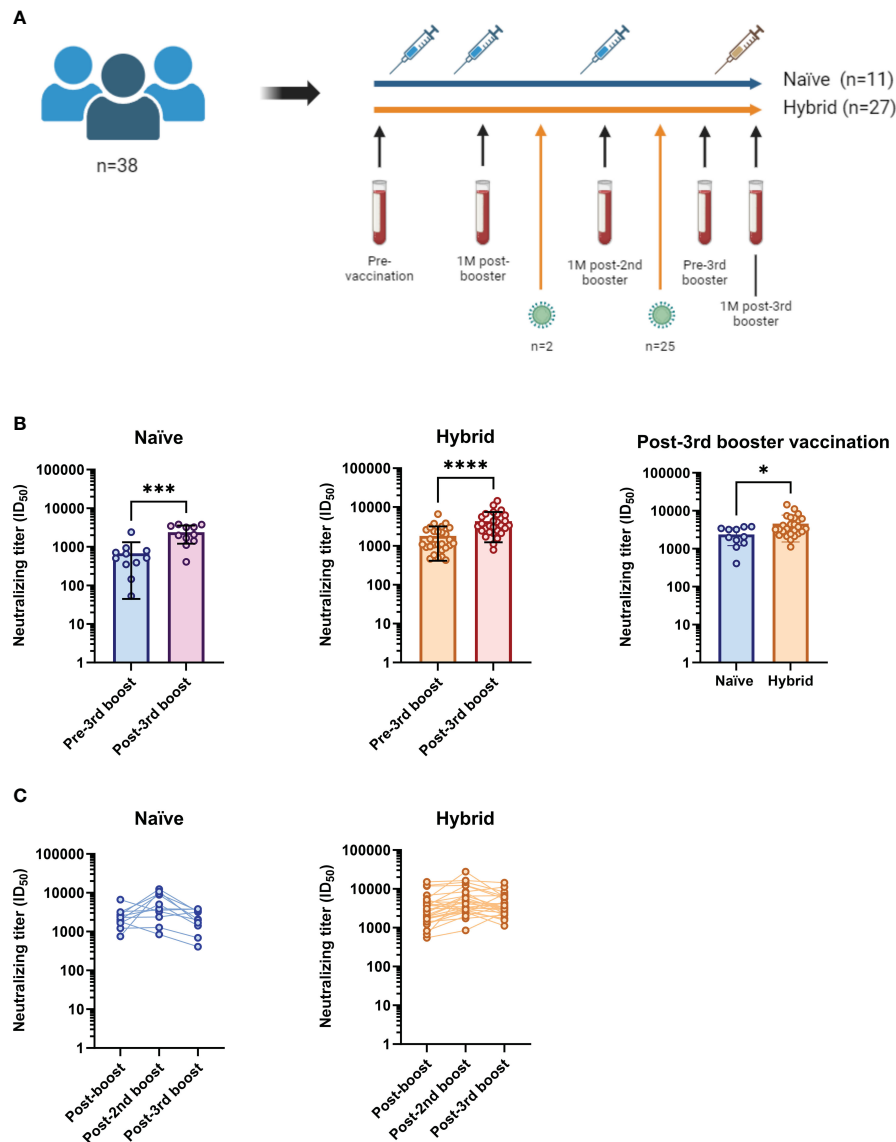 A
n=38
Naïve (n=11)
Hybrid (n=27)
Pre-
vaccination
1M post-
booster
1M post-2nd
booster
Pre-3rd
booster
1M post-3rd
booster
n=2
n=25
B
Naïve
Neutralizing titer (ID50)
100000
10000
1000
100
10
1
***
Pre-3rd boost
Post-3rd boost
Hybrid
Neutralizing titer (ID50)
100000
10000
1000
100
10
1
****
Pre-3rd boost
Post-3rd boost
Post-3rd booster vaccination
Neutralizing titer (ID50)
100000
10000
1000
100
10
1
*
Naïve
Hybrid
C
Naïve
Neutralizing titer (ID50)
100000
10000
1000
100
10
1
Post-boost
Post-2nd boost
Post-3rd boost
Hybrid
Neutralizing titer (ID50)
100000
10000
1000
100
10
1
Post-boost
Post-2nd boost
Post-3rd boost